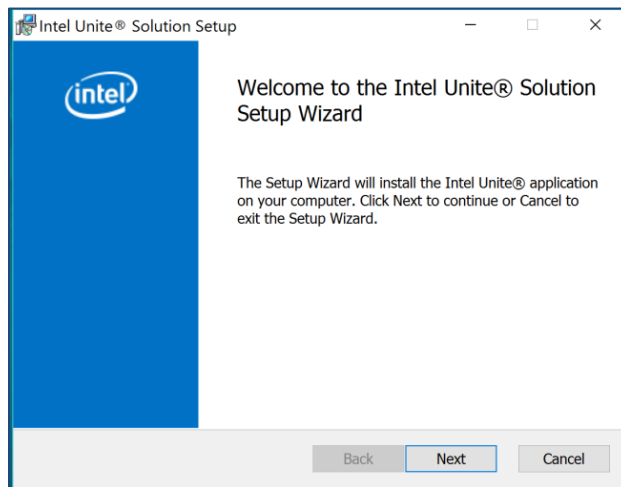 Intel Unite® Solution Setup
intel
Welcome to the Intel Unite® Solution
Setup Wizard
The Setup Wizard will install the Intel Unite® application
on your computer. Click Next to continue or Cancel to
exit the Setup Wizard.
Back Next Cancel